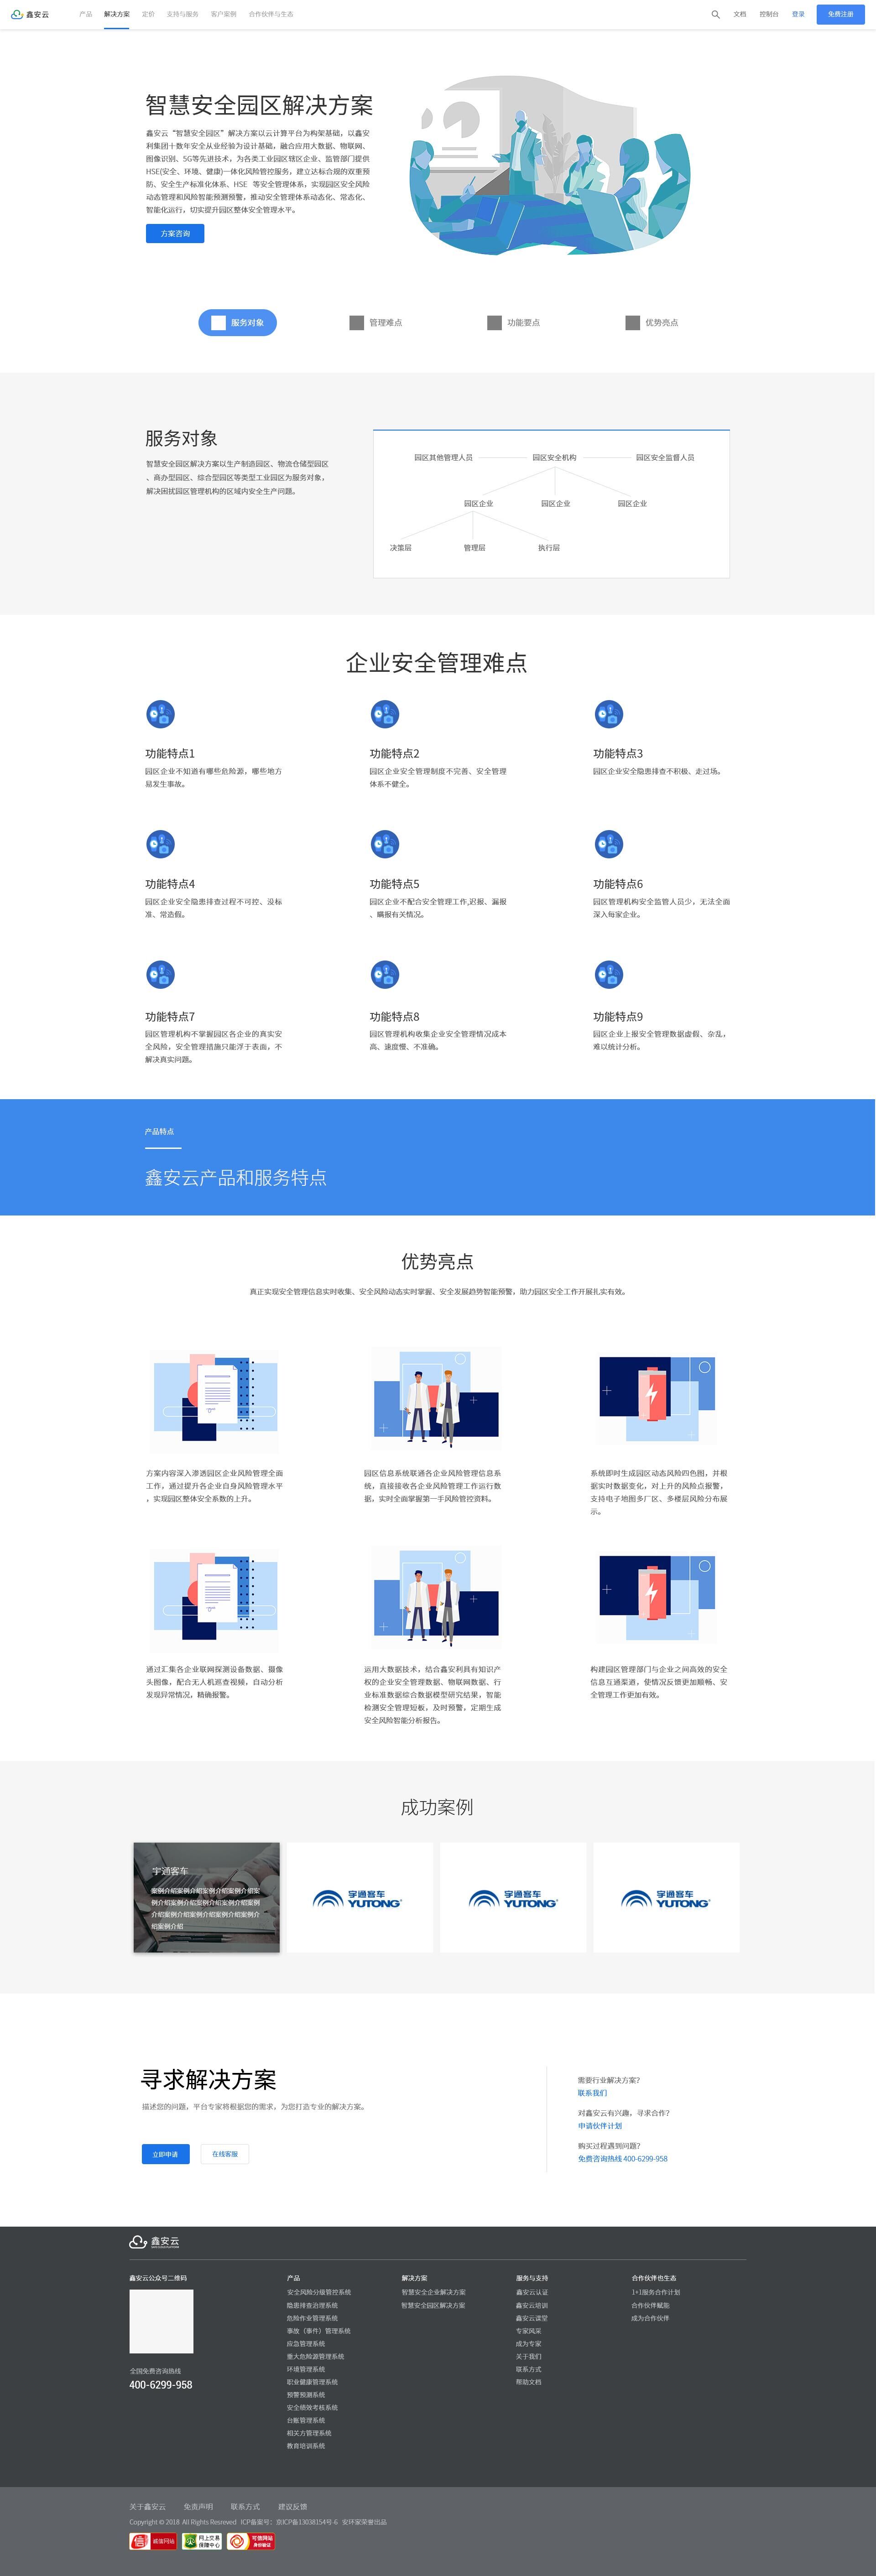 鑫安云
产品 解决方案 定价 支持与服务 客户案例 合作伙伴与生态
文档 控制台 登录 免费注册
智慧安全园区解决方案
鑫安云“智慧安全园区”解决方案以云计算平台为构架基础，以鑫安
利集团十数年安全从业经验为设计基础，融合应用大数据、物联网、
图像识别、5G等先进技术，为各类工业园区辖区企业、监管部门提供
HSE(安全、环境、健康)一体化风险管控服务，建立达标合规的双重预
防、安全生产标准化体系、HSE 等安全管理体系，实现园区安全风险
动态管理和风险智能预测预警，推动安全管理体系动态化、常态化、
智能化运行，切实提升园区整体安全管理水平。
方案咨询
服务对象 管理难点 功能要点 优势亮点
服务对象
智慧安全园区解决方案以生产制造园区、物流仓储型园区
、商办型园区、综合型园区等类型工业园区为服务对象，
解决困扰园区管理机构的区域内安全生产问题。
园区其他管理人员 园区安全机构 园区安全监督人员
园区企业 园区企业 园区企业
决策层 管理层 执行层
企业安全管理难点
功能特点1
园区企业不知道有哪些危险源，哪些地方
易发生事故。
功能特点2
园区企业安全管理制度不完善、安全管理
体系不健全。
功能特点3
园区企业安全隐患排查不积极、走过场。
功能特点4
园区企业安全隐患排查过程不可控、没标
准、常造假。
功能特点5
园区企业不配合安全管理工作,迟报、漏报
、瞒报有关情况。
功能特点6
园区管理机构安全监管人员少，无法全面
深入每家企业。
功能特点7
园区管理机构不掌握园区各企业的真实安
全风险，安全管理措施只能浮于表面，不
解决真实问题。
功能特点8
园区管理机构收集企业安全管理情况成本
高、速度慢、不准确。
功能特点9
园区企业上报安全管理数据虚假、杂乱，
难以统计分析。
产品特点
鑫安云产品和服务特点
优势亮点
真正实现安全管理信息实时收集、安全风险动态实时掌握、安全发展趋势智能预警，助力园区安全工作开展扎实有效。
方案内容深入渗透园区企业风险管理全面
工作，通过提升各企业自身风险管理水平
，实现园区整体安全系数的上升。
园区信息系统联通各企业风险管理信息系
统，直接接收各企业风险管理工作运行数
据，实时全面掌握第一手风险管控资料。
系统即时生成园区动态风险四色图，并根
据实时数据变化，对上升的风险点报警，
支持电子地图多厂区、多楼层风险分布展
示。
通过汇集各企业联网探测设备数据、摄像
头图像，配合无人机巡查视频，自动分析
发现异常情况，精确报警。
运用大数据技术，结合鑫安利具有知识产
权的企业安全管理数据、物联网数据、行
业标准数据综合数据模型研究结果，智能
检测安全管理短板，及时预警，定期生成
安全风险智能分析报告。
构建园区管理部门与企业之间高效的安全
信息互通渠道，使情况反馈更加顺畅、安
全管理工作更加有效。
成功案例
宇通客车
案例介绍案例介绍案例介绍案例介绍案
例介绍案例介绍案例介绍案例介绍案例
介绍案例介绍案例介绍案例介绍案例介
绍案例介绍
宇通客车
YUTONG
宇通客车
YUTONG
宇通客车
YUTONG
寻求解决方案
描述您的问题，平台专家将根据您的需求，为您打造专业的解决方案。
立即申请 在线客服
需要行业解决方案?
联系我们
对鑫安云有兴趣，寻求合作?
申请伙伴计划
购买过程遇到问题?
免费咨询热线 400-6299-958
鑫安云
鑫安云公众号二维码
全国免费咨询热线
400-6299-958
产品
安全风险分级管控系统
隐患排查治理系统
危险作业管理系统
事故（事件）管理系统
应急管理系统
重大危险源管理系统
环境管理系统
职业健康管理系统
预警预测系统
安全绩效考核系统
台账管理系统
相关方管理系统
教育培训系统
解决方案
智慧安全企业解决方案
智慧安全园区解决方案
服务与支持
鑫安云认证
鑫安云培训
鑫安云课堂
专家风采
成为专家
关于我们
联系方式
帮助文档
合作伙伴也生态
1+1服务合作计划
合作伙伴赋能
成为合作伙伴
关于鑫安云 免责声明 联系方式 建议反馈
Copyright © 2018 All Rights Resreved ICP备案号：京ICP备13038154号-6 安环家荣誉出品
诚信网站
网上交易
保障中心
可信网站
身份验证